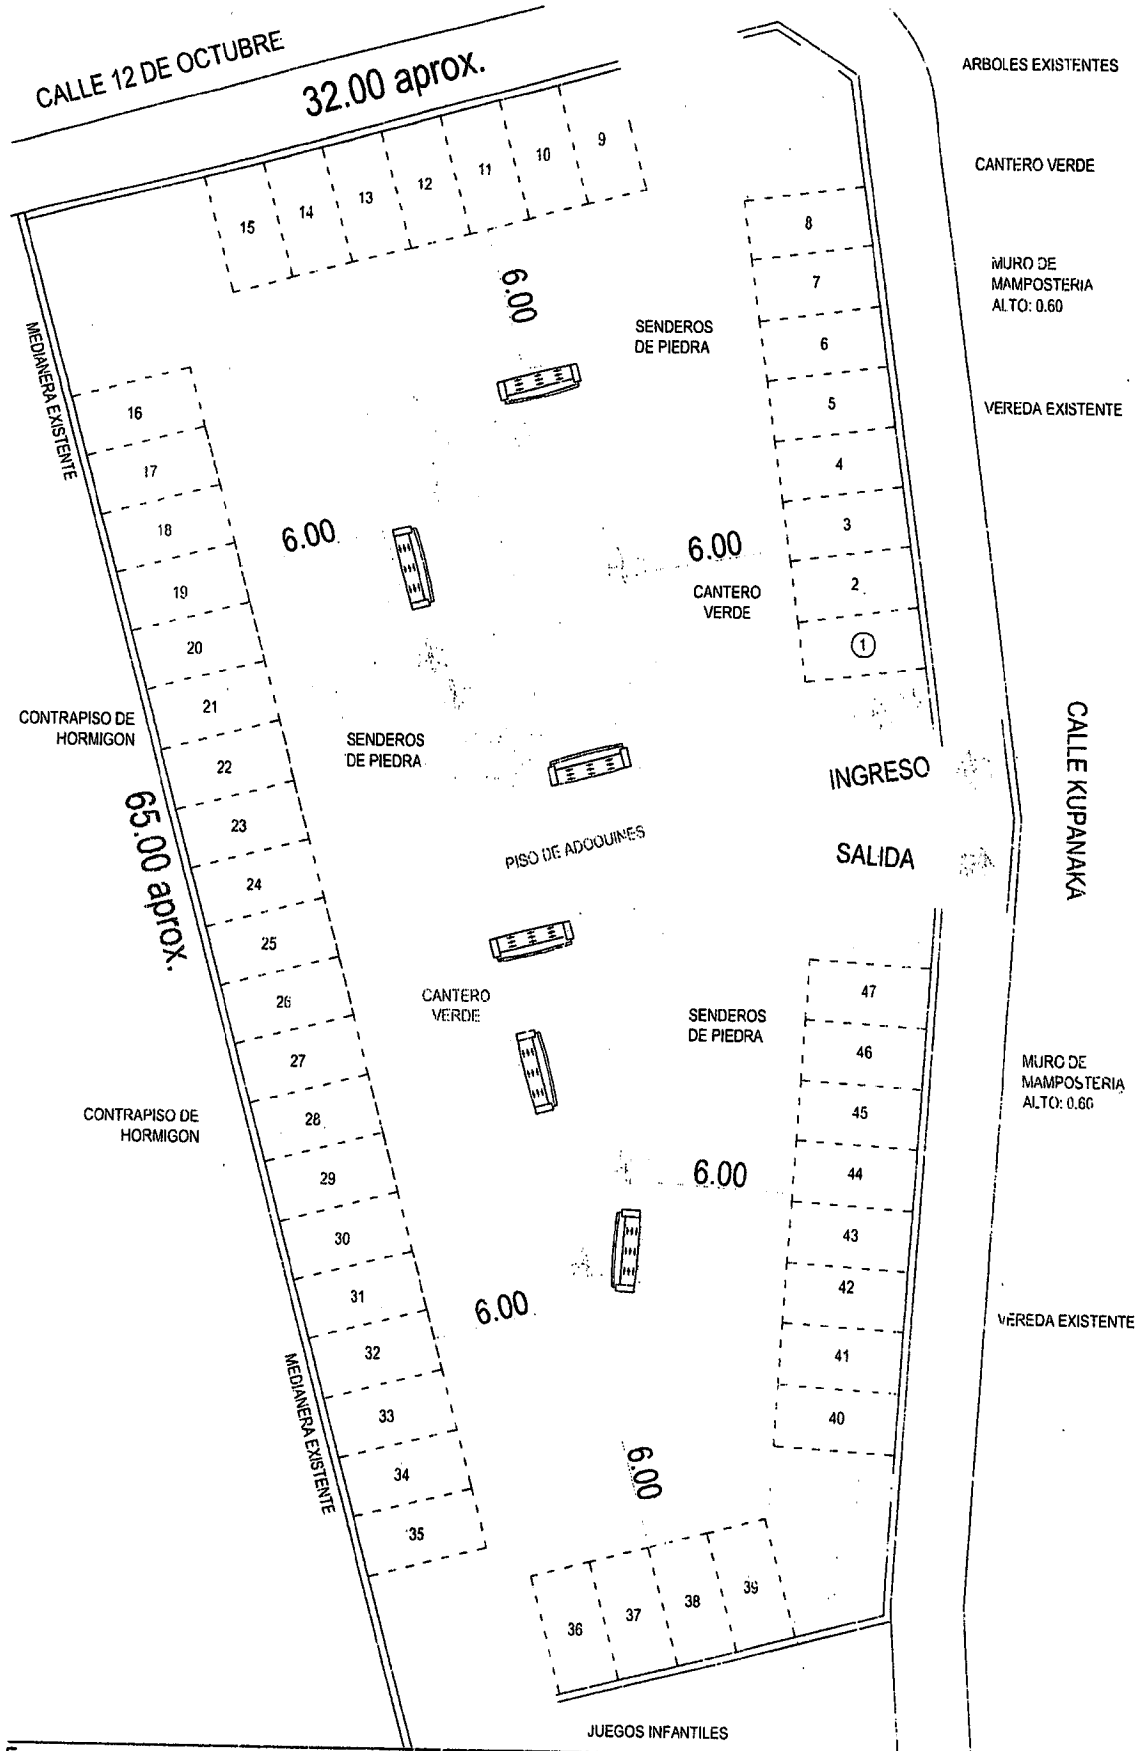 CALLE 12 DE OCTUBRE
32.00 aprox.
ARBOLES EXISTENTES
CANTERO VERDE
MURO DE
MAMPOSTERIA
ALTO: 0.60
VEREDA EXISTENTE
15
14
13
12
11
10
9
8
7
6
5
4
3
2
1
6.00
SENDEROS
DE PIEDRA
MEDIANERA EXISTENTE
16
17
18
19
20
21
22
23
24
25
26
27
28
29
30
31
32
33
34
35
6.00
6.00
CANTERO
VERDE
CONTRAPISO DE
HORMIGON
SENDEROS
DE PIEDRA
65.00 aprox.
INGRESO
SALIDA
CALLE KUPANAKA
PISO DE ADOQUINES
CANTERO
VERDE
SENDEROS
DE PIEDRA
47
46
45
44
43
42
41
40
MURO DE
MAMPOSTERIA
ALTO: 0.60
CONTRAPISO DE
HORMIGON
6.00
6.00
VEREDA EXISTENTE
MEDIANERA EXISTENTE
6.00
36
37
38
39
JUEGOS INFANTILES